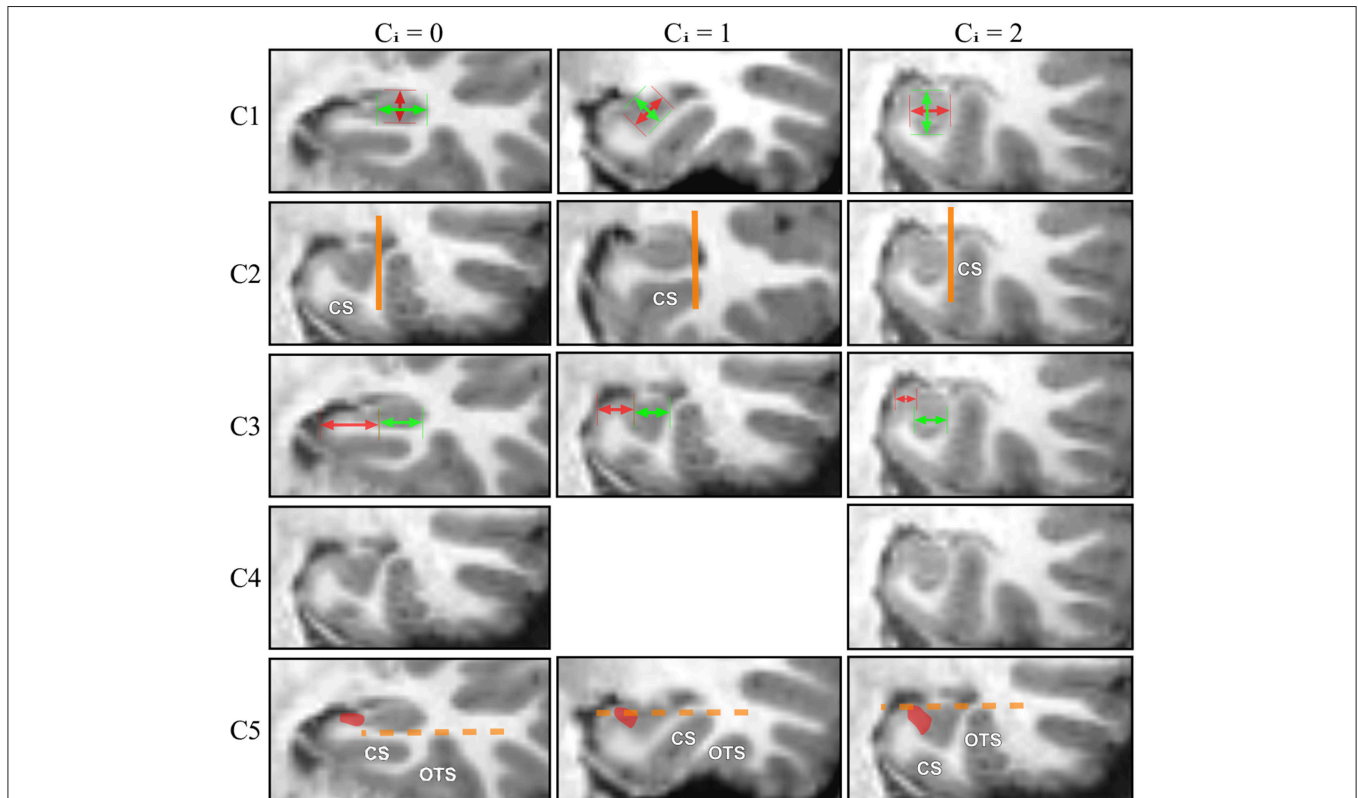 Cᵢ = 0 Cᵢ = 1 Cᵢ = 2
C1
C2
CS CS CS
C3
C4
C5
CS OTS CS OTS CS OTS